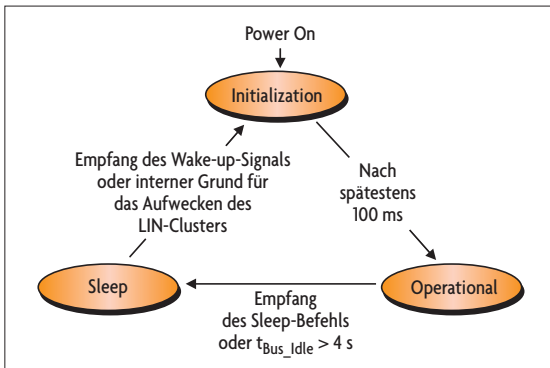 Power On
Initialization
Empfang des Wake-up-Signals
oder interner Grund für
das Aufwecken des
LIN-Clusters
Nach
spätestens
100 ms
Sleep
Operational
Empfang
des Sleep-Befehls
oder t_Bus_Idle > 4 s